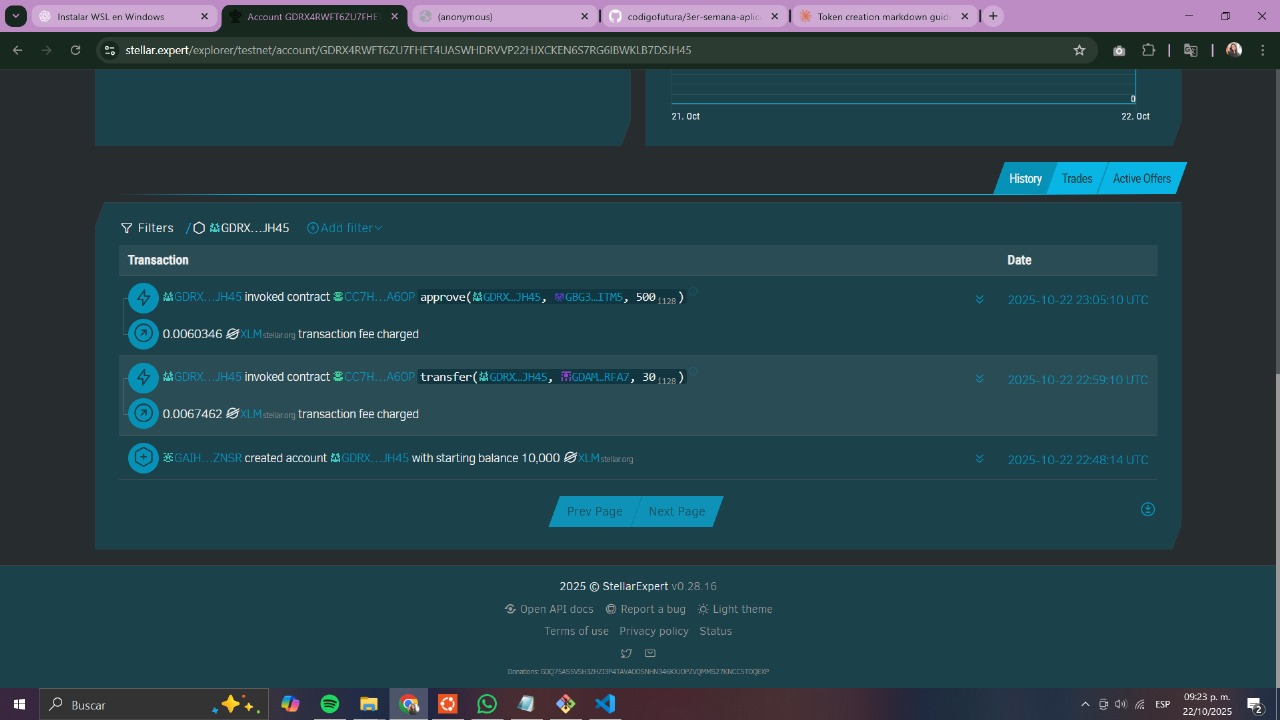 Instalar WSL en Windows
Account GDRX4RWFT6ZU7FHE
(anonymous)
codigofutura/3er-semana-aplic
Token creation markdown guid
stellar.expert/explorer/testnet/account/GDRX4RWFT6ZU7FHET4UASWHDRVVP22HJXCKEN6S7RG6IBWKLB7DSJH45
0
21. Oct
22. Oct
History
Trades
Active Offers
Filters
/ GDRX…JH45
Add filter
Transaction
Date
GDRX…JH45 invoked contract CC7H…A6OP approve(GDRX…JH45, GBG3…ITM5, 500 i128)
2025-10-22 23:05:10 UTC
0.0060346 XLM stellar.org transaction fee charged
GDRX…JH45 invoked contract CC7H…A6OP transfer(GDRX…JH45, GDAM…RFA7, 30 i128)
2025-10-22 22:59:10 UTC
0.0067462 XLM stellar.org transaction fee charged
GAIH…ZNSR created account GDRX…JH45 with starting balance 10,000 XLM stellar.org
2025-10-22 22:48:14 UTC
Prev Page
Next Page
2025 © StellarExpert v0.28.16
Open API docs
Report a bug
Light theme
Terms of use
Privacy policy
Status
Donations:
Buscar
ESP
09:23 p. m.
22/10/2025
2